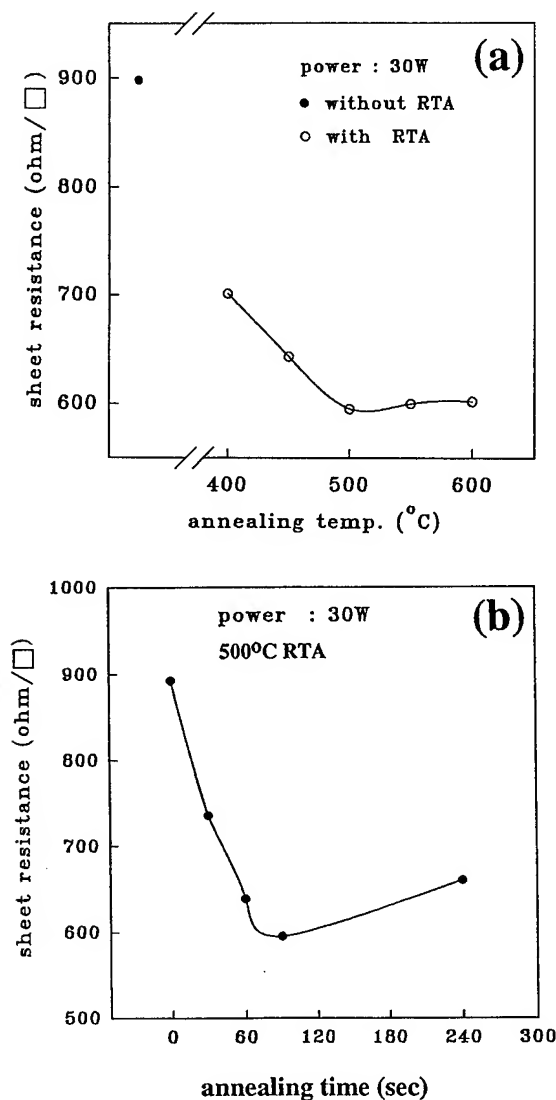 (a)
power : 30W
● without RTA
○ with RTA
900
800
700
600
sheet resistance (ohm/□)
400 500 600
annealing temp. (°C)
(b)
power : 30W
500°C RTA
1000
900
800
700
600
500
sheet resistance (ohm/□)
0 60 120 180 240 300
annealing time (sec)